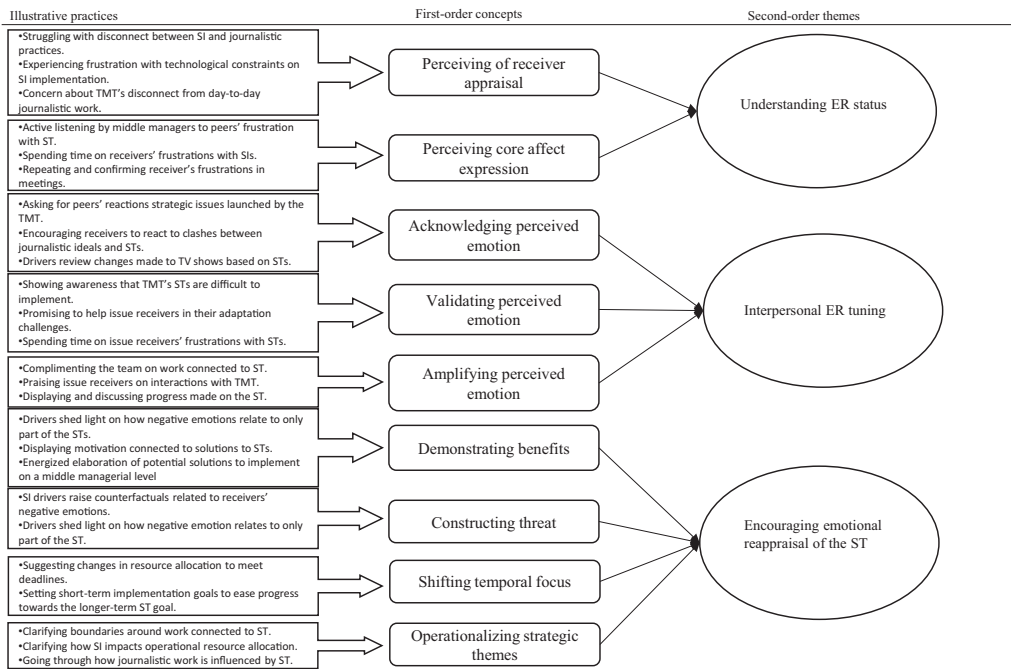 Illustrative practices
First-order concepts
Second-order themes
•Struggling with disconnect between SI and journalistic
practices.
•Experiencing frustration with technological constraints on
SI implementation.
•Concern about TMT's disconnect from day-to-day
journalistic work.
Perceiving of receiver
appraisal
•Active listening by middle managers to peers' frustration
with ST.
•Spending time on receivers' frustrations with SIs.
•Repeating and confirming receiver's frustrations in
meetings.
Perceiving core affect
expression
Understanding ER status
•Asking for peers' reactions strategic issues launched by the
TMT.
•Encouraging receivers to react to clashes between
journalistic ideals and STs.
•Drivers review changes made to TV shows based on STs.
Acknowledging perceived
emotion
•Showing awareness that TMT's STs are difficult to
implement.
•Promising to help issue receivers in their adaptation
challenges.
•Spending time on issue receivers' frustrations with STs.
Validating perceived
emotion
Interpersonal ER tuning
•Complimenting the team on work connected to ST.
•Praising issue receivers on interactions with TMT.
•Displaying and discussing progress made on the ST.
Amplifying perceived
emotion
•Drivers shed light on how negative emotions relate to only
part of the STs.
•Displaying motivation connected to solutions to STs.
•Energized elaboration of potential solutions to implement
on a middle managerial level
Demonstrating benefits
•SI drivers raise counterfactuals related to receivers'
negative emotions.
•Drivers shed light on how negative emotion relates to only
part of the ST.
Constructing threat
Encouraging emotional
reappraisal of the ST
•Suggesting changes in resource allocation to meet
deadlines.
•Setting short-term implementation goals to ease progress
towards the longer-term ST goal.
Shifting temporal focus
•Clarifying boundaries around work connected to ST.
•Clarifying how SI impacts operational resource allocation.
•Going through how journalistic work is influenced by ST.
Operationalizing strategic
themes